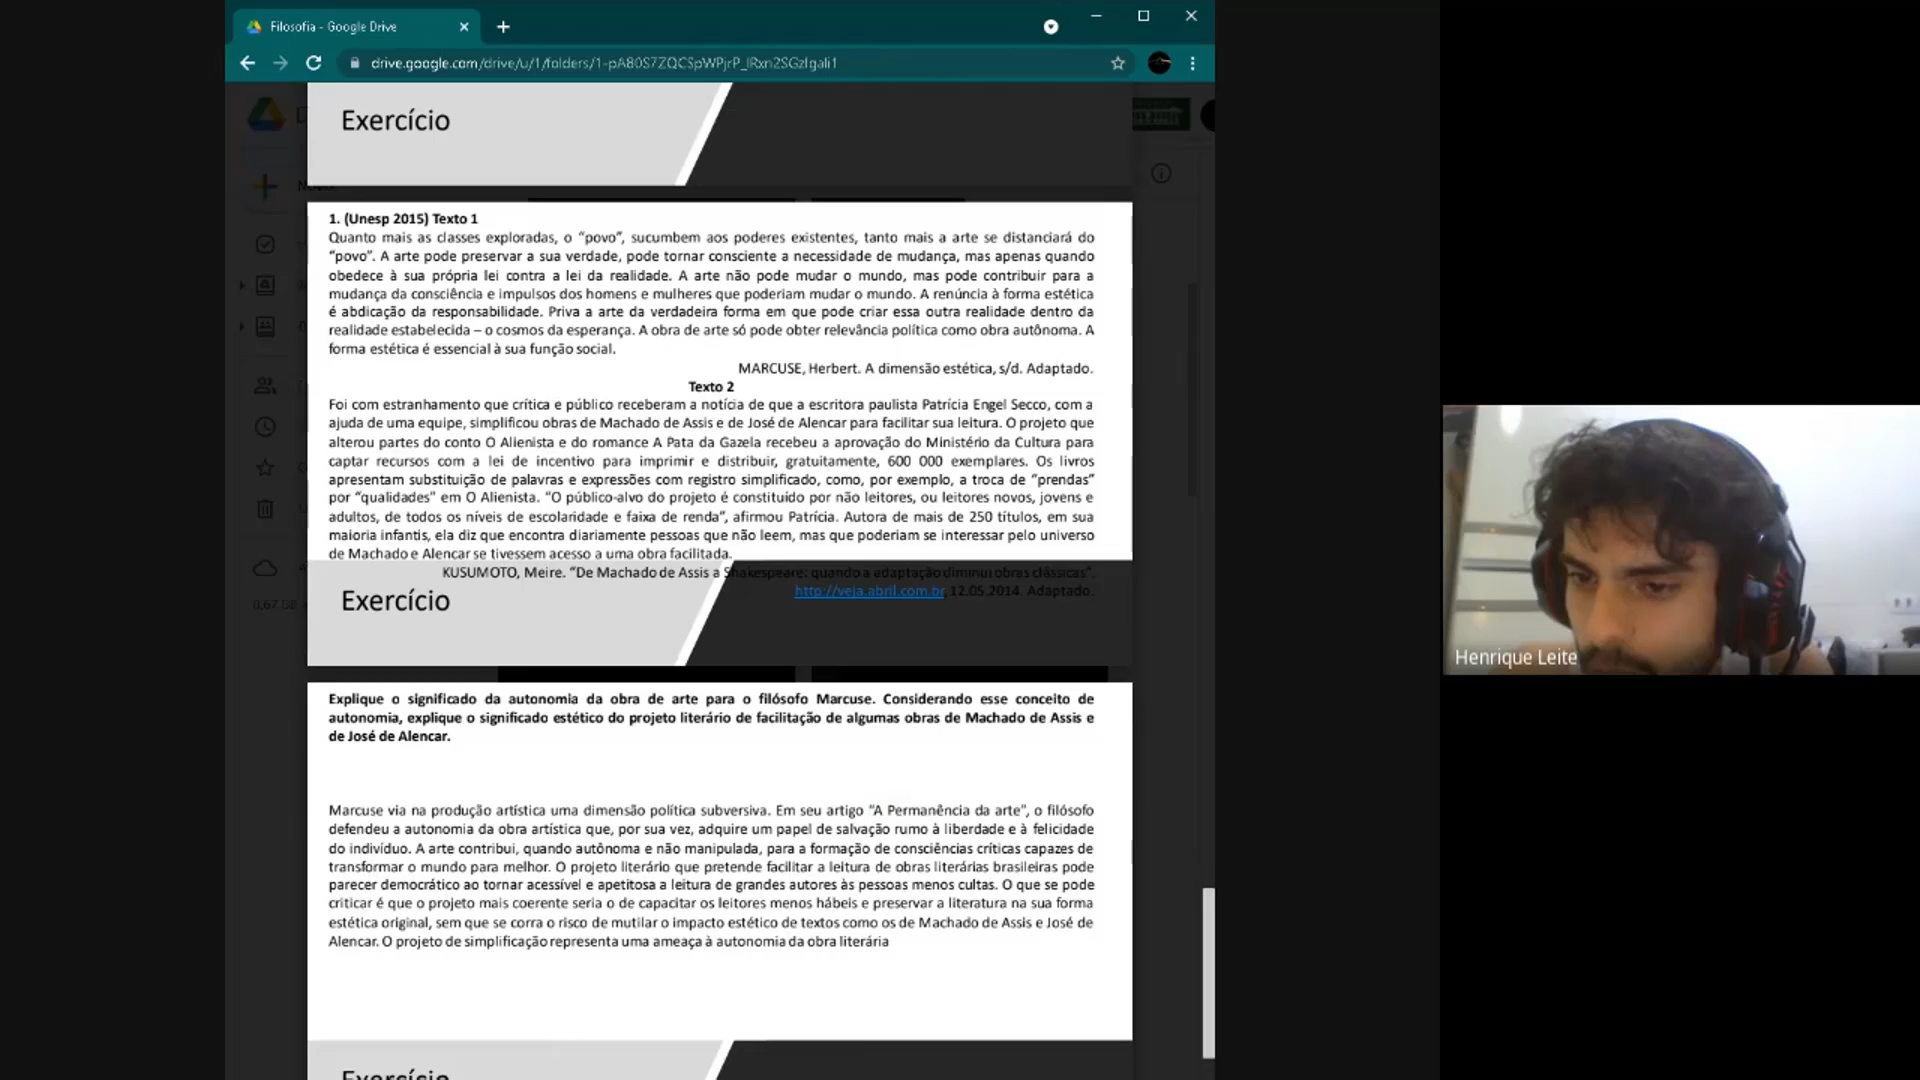 Filosofia - Google Drive
drive.google.com/drive/u/1/folders/1-pA80S7ZQCSpWPjrP_lRxn2SGzIgali1
Exercício
1. (Unesp 2015) Texto 1
Quanto mais as classes exploradas, o “povo”, sucumbem aos poderes existentes, tanto mais a arte se distanciará do
“povo”. A arte pode preservar a sua verdade, pode tornar consciente a necessidade de mudança, mas apenas quando
obedece à sua própria lei contra a lei da realidade. A arte não pode mudar o mundo, mas pode contribuir para a
mudança da consciência e impulsos dos homens e mulheres que poderiam mudar o mundo. A renúncia à forma estética
é abdicação da responsabilidade. Priva a arte da verdadeira forma em que pode criar essa outra realidade dentro da
realidade estabelecida – o cosmos da esperança. A obra de arte só pode obter relevância política como obra autônoma. A
forma estética é essencial à sua função social.
MARCUSE, Herbert. A dimensão estética, s/d. Adaptado.
Texto 2
Foi com estranhamento que crítica e público receberam a notícia de que a escritora paulista Patrícia Engel Secco, com a
ajuda de uma equipe, simplificou obras de Machado de Assis e de José de Alencar para facilitar sua leitura. O projeto que
alterou partes do conto O Alienista e do romance A Pata da Gazela recebeu a aprovação do Ministério da Cultura para
captar recursos com a lei de incentivo para imprimir e distribuir, gratuitamente, 600 000 exemplares. Os livros
apresentam substituição de palavras e expressões com registro simplificado, como, por exemplo, a troca de “prendas”
por “qualidades” em O Alienista. “O público-alvo do projeto é constituído por não leitores, ou leitores novos, jovens e
adultos, de todos os níveis de escolaridade e faixa de renda”, afirmou Patrícia. Autora de mais de 250 títulos, em sua
maioria infantis, ela diz que encontra diariamente pessoas que não leem, mas que poderiam se interessar pelo universo
de Machado e Alencar se tivessem acesso a uma obra facilitada.
KUSUMOTO, Meire. “De Machado de Assis a Shakespeare: quando a adaptação diminui obras clássicas”.
http://veja.abril.com.br, 12.05.2014. Adaptado.
0,67 GB
Exercício
Explique o significado da autonomia da obra de arte para o filósofo Marcuse. Considerando esse conceito de
autonomia, explique o significado estético do projeto literário de facilitação de algumas obras de Machado de Assis e
de José de Alencar.
Marcuse via na produção artística uma dimensão política subversiva. Em seu artigo “A Permanência da arte”, o filósofo
defendeu a autonomia da obra artística que, por sua vez, adquire um papel de salvação rumo à liberdade e à felicidade
do indivíduo. A arte contribui, quando autônoma e não manipulada, para a formação de consciências críticas capazes de
transformar o mundo para melhor. O projeto literário que pretende facilitar a leitura de obras literárias brasileiras pode
parecer democrático ao tornar acessível e apetitosa a leitura de grandes autores às pessoas menos cultas. O que se pode
criticar é que o projeto mais coerente seria o de capacitar os leitores menos hábeis e preservar a literatura na sua forma
estética original, sem que se corra o risco de mutilar o impacto estético de textos como os de Machado de Assis e José de
Alencar. O projeto de simplificação representa uma ameaça à autonomia da obra literária
Exercício
Henrique Leite